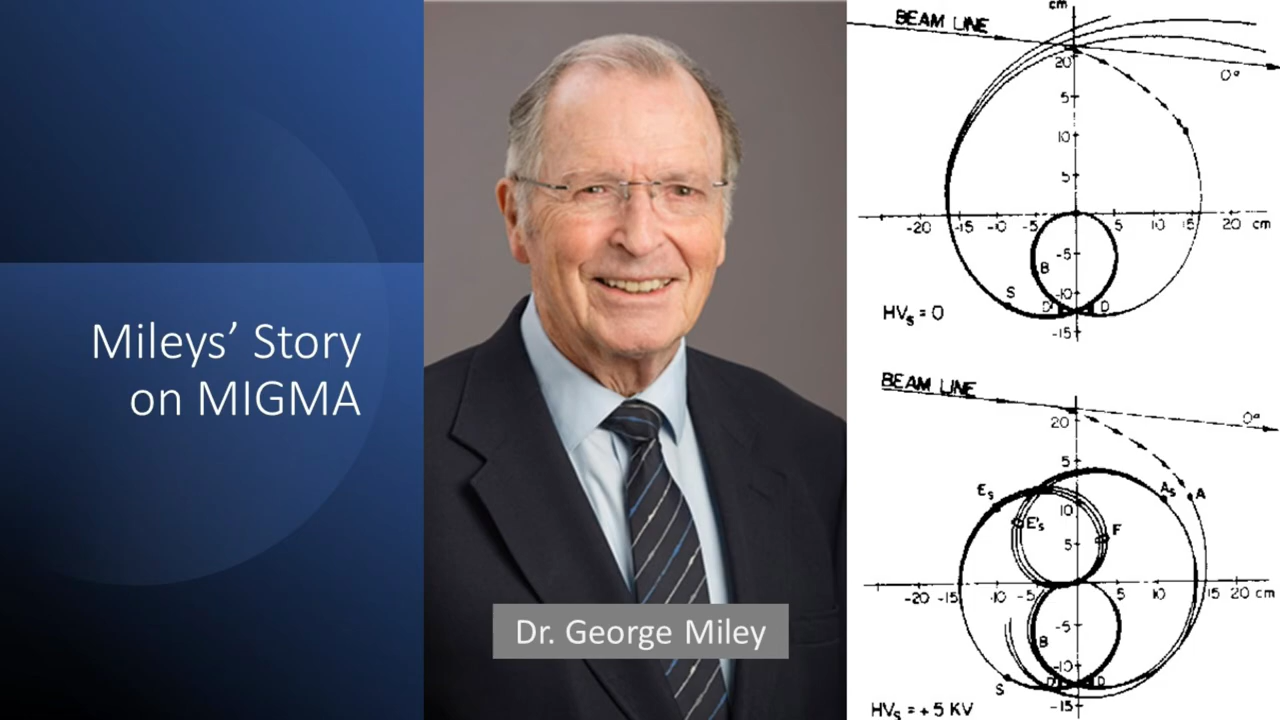 Mileys’ Story
on MIGMA
Dr. George Miley
cm
BEAM LINE
20
0°
5
10
5
-20 -15 -10 -5 5 10 15 20 cm
-5
B
-10
S
D' D
HVs = 0
-15
BEAM LINE
0°
20
5
Es As A
10
E's F
5
-20 -15 -10 -5 5 10 15 20 cm
-5
B
-10
S D' D
HVs = +5 KV
-15